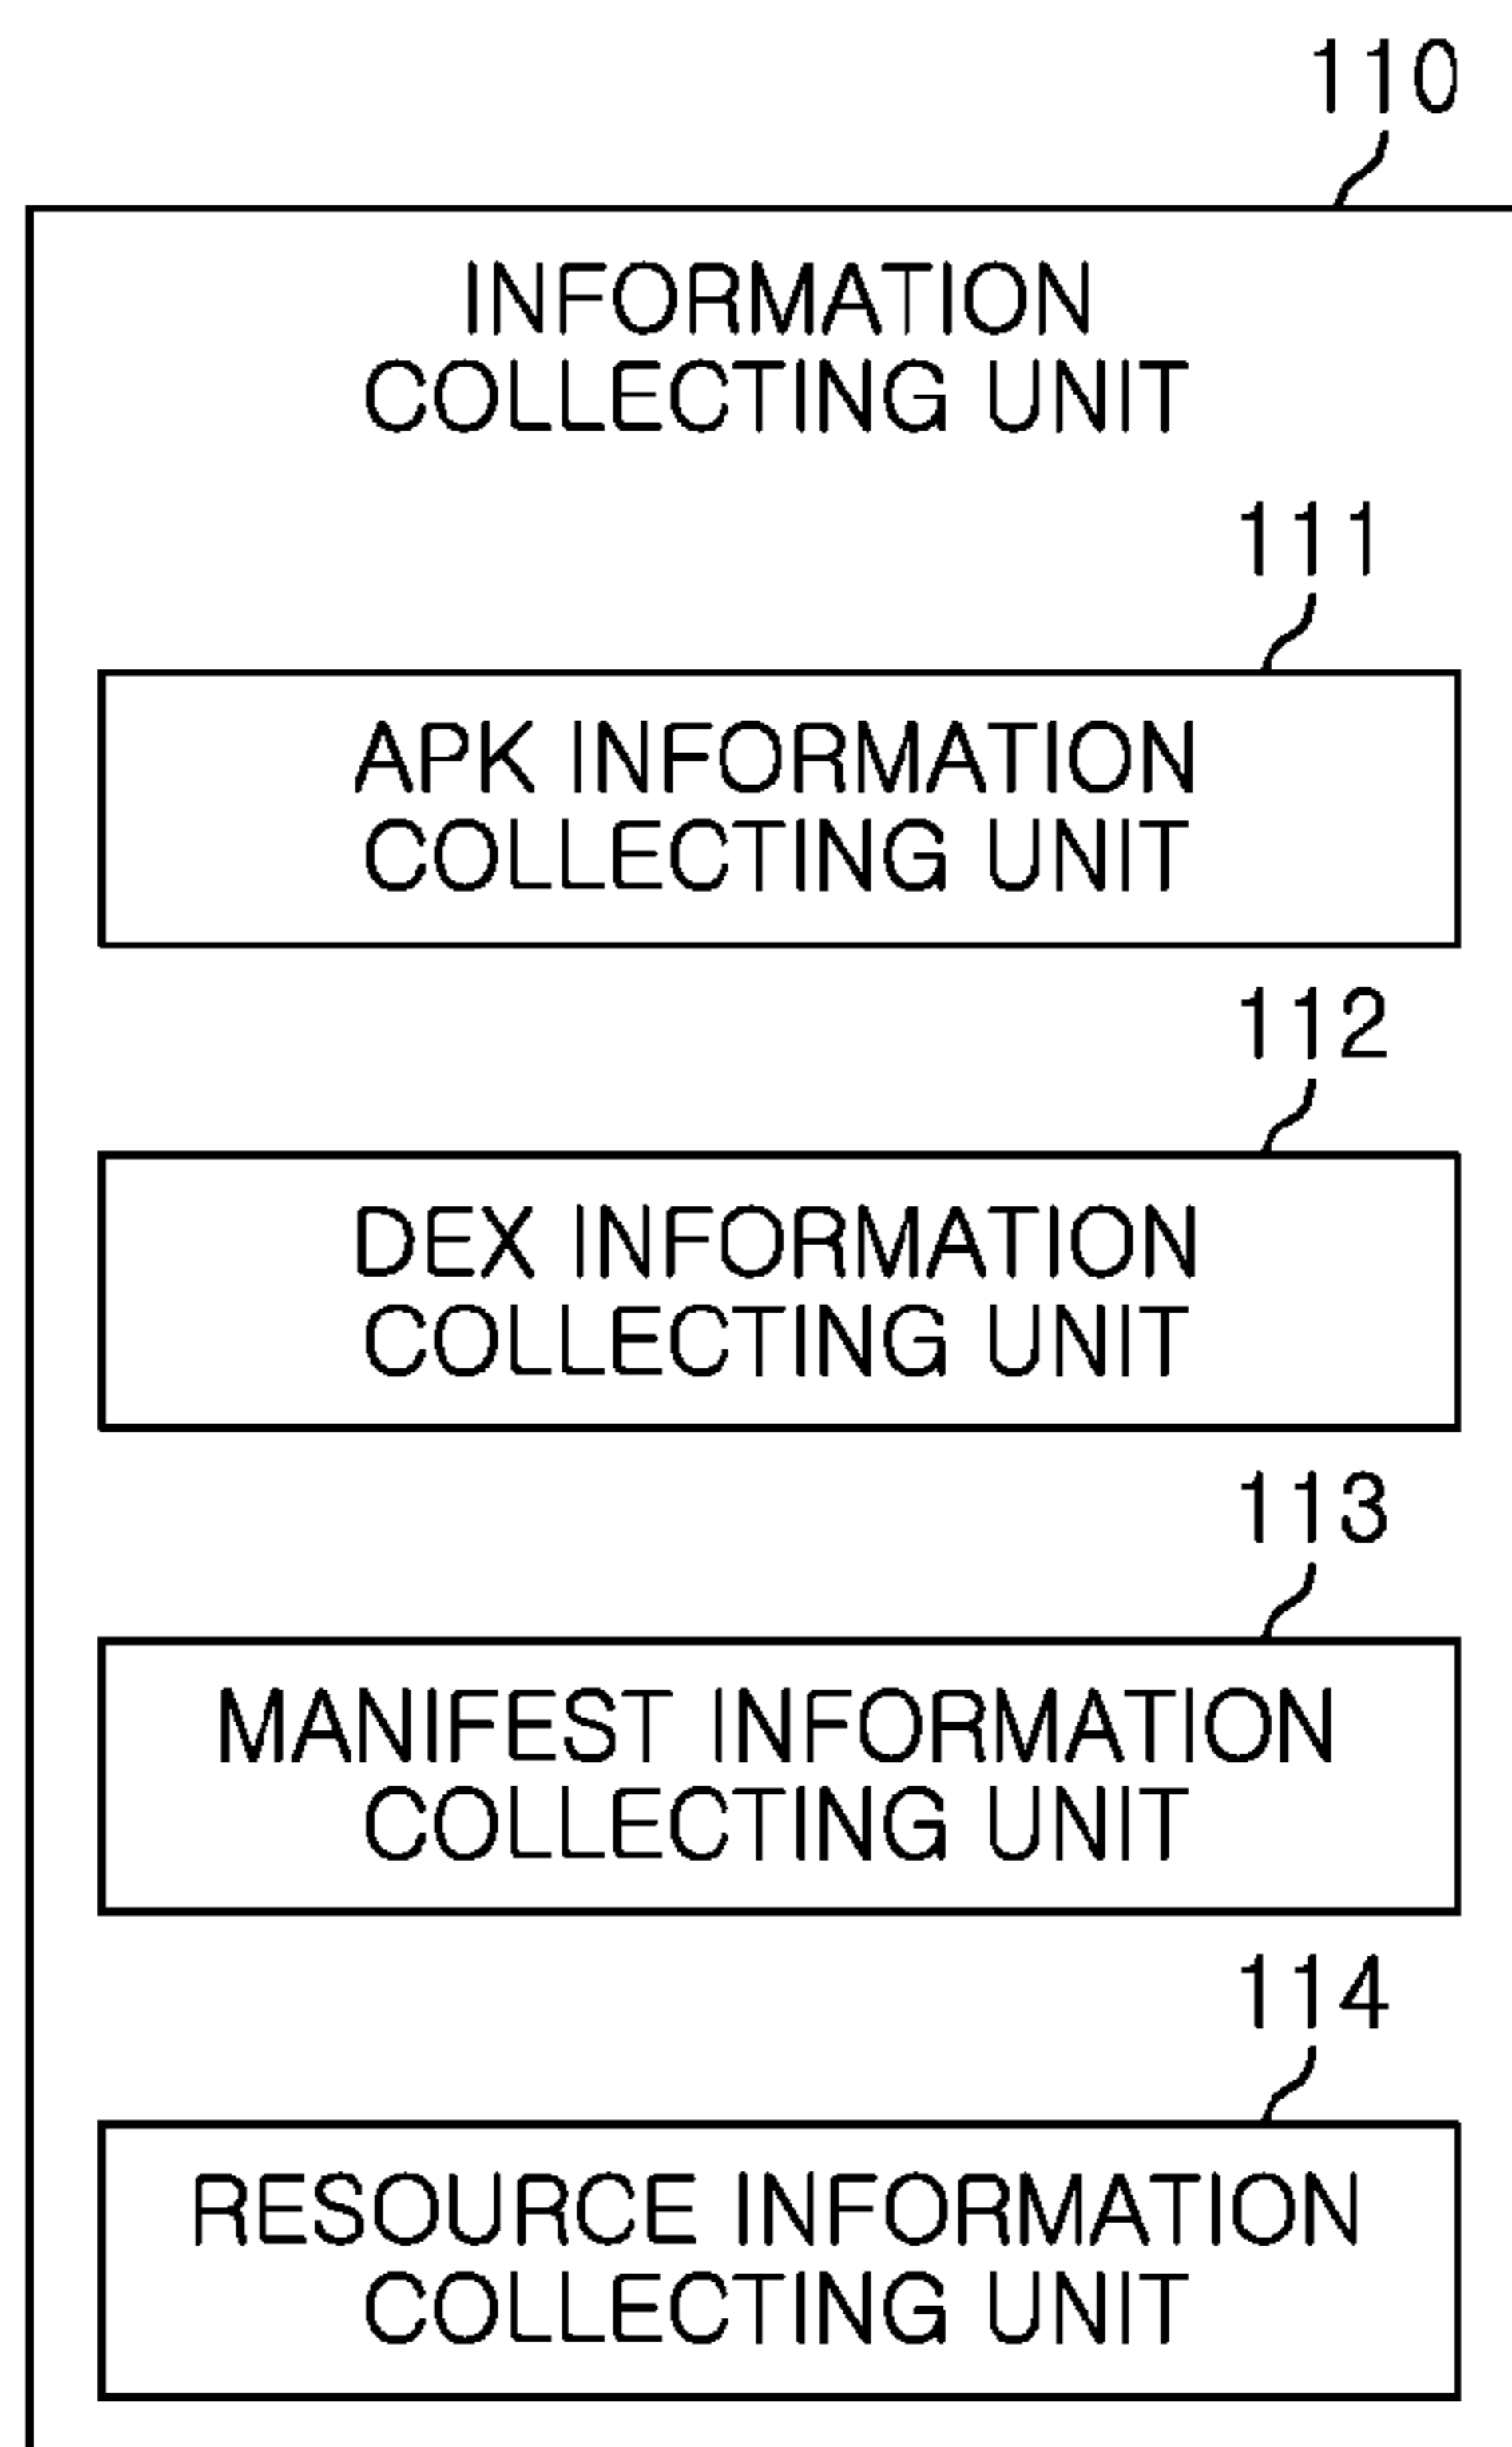 110
INFORMATION
COLLECTING UNIT
111
APK INFORMATION
COLLECTING UNIT
112
DEX INFORMATION
COLLECTING UNIT
113
MANIFEST INFORMATION
COLLECTING UNIT
114
RESOURCE INFORMATION
COLLECTING UNIT